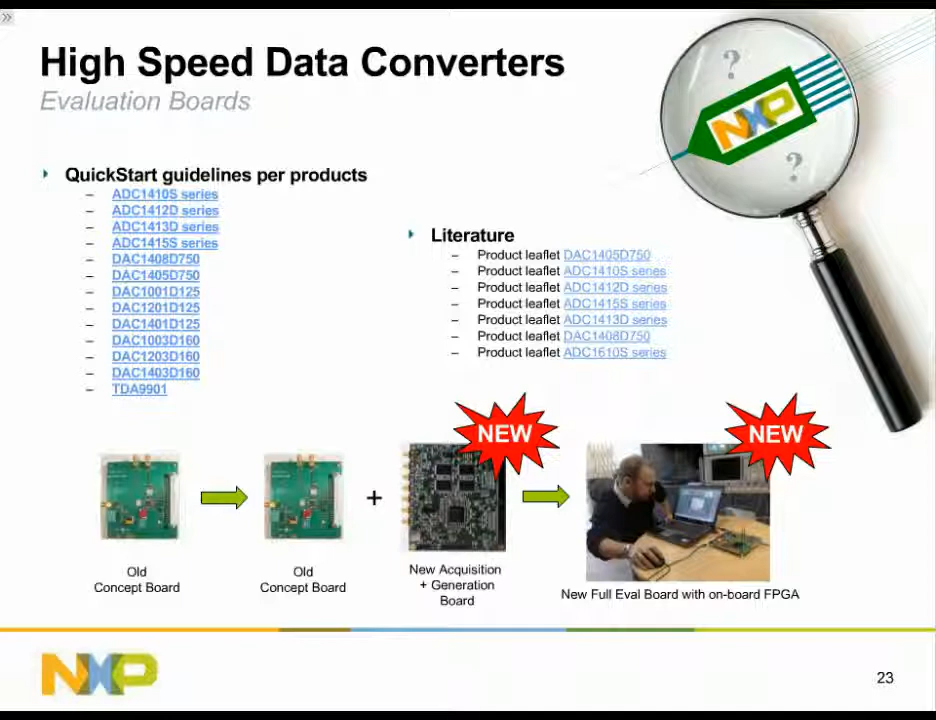 High Speed Data Converters
Evaluation Boards
? NXP ?
QuickStart guidelines per products
– ADC1410S series
– ADC1412D series
– ADC1413D series
– ADC1415S series
– DAC1408D750
– DAC1405D750
– DAC1001D125
– DAC1201D125
– DAC1401D125
– DAC1003D160
– DAC1203D160
– DAC1403D160
– TDA9901
Literature
– Product leaflet DAC1405D750
– Product leaflet ADC1410S series
– Product leaflet ADC1412D series
– Product leaflet ADC1415S series
– Product leaflet ADC1413D series
– Product leaflet DAC1408D750
– Product leaflet ADC1610S series
NEW
NEW
+
Old
Concept Board
Old
Concept Board
New Acquisition
+ Generation
Board
New Full Eval Board with on-board FPGA
NXP
23